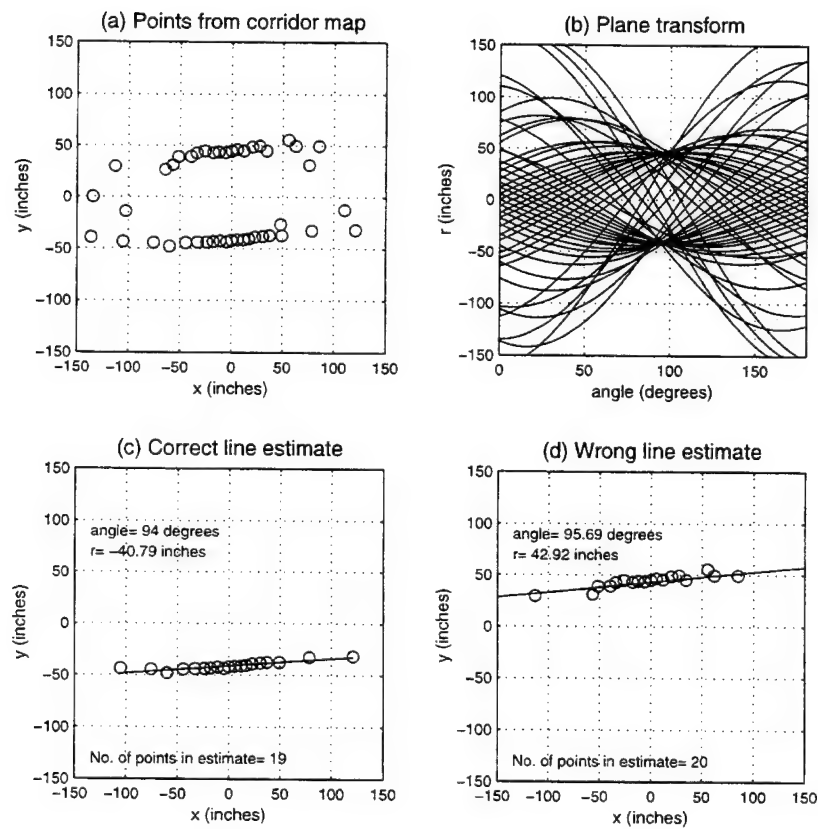 (a) Points from corridor map
150
100
50
0
−50
−100
−150
−150 −100 −50 0 50 100 150
x (inches)
y (inches)
(b) Plane transform
150
100
50
0
−50
−100
−150
0 50 100 150
angle (degrees)
r (inches)
(c) Correct line estimate
150
100
50
0
−50
−100
−150
angle= 94 degrees
r= −40.79 inches
No. of points in estimate= 19
−150 −100 −50 0 50 100 150
x (inches)
y (inches)
(d) Wrong line estimate
150
100
50
0
−50
−100
−150
angle= 95.69 degrees
r= 42.92 inches
No. of points in estimate= 20
−150 −100 −50 0 50 100 150
x (inches)
y (inches)